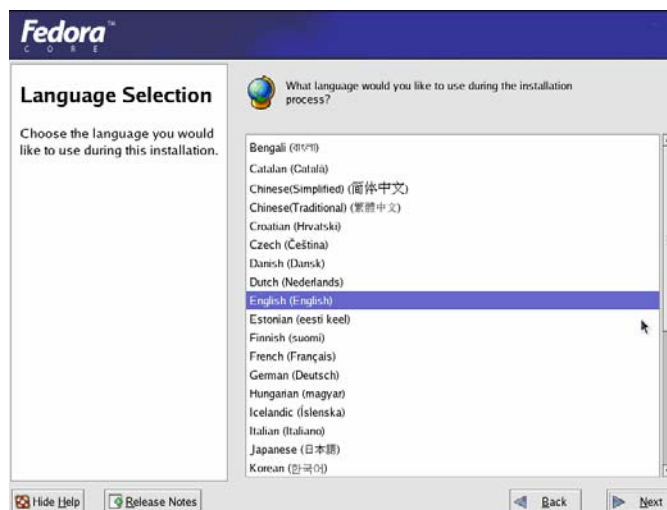 Fedora™
CORE
Language Selection
Choose the language you would
like to use during this installation.
What language would you like to use during the installation
process?
Bengali (বাংলা)
Catalan (Català)
Chinese(Simplified) (简体中文)
Chinese(Traditional) (繁體中文)
Croatian (Hrvatski)
Czech (Čeština)
Danish (Dansk)
Dutch (Nederlands)
English (English)
Estonian (eesti keel)
Finnish (suomi)
French (Français)
German (Deutsch)
Hungarian (magyar)
Icelandic (Íslenska)
Italian (Italiano)
Japanese (日本語)
Korean (한국어)
Hide Help
Release Notes
Back
Next